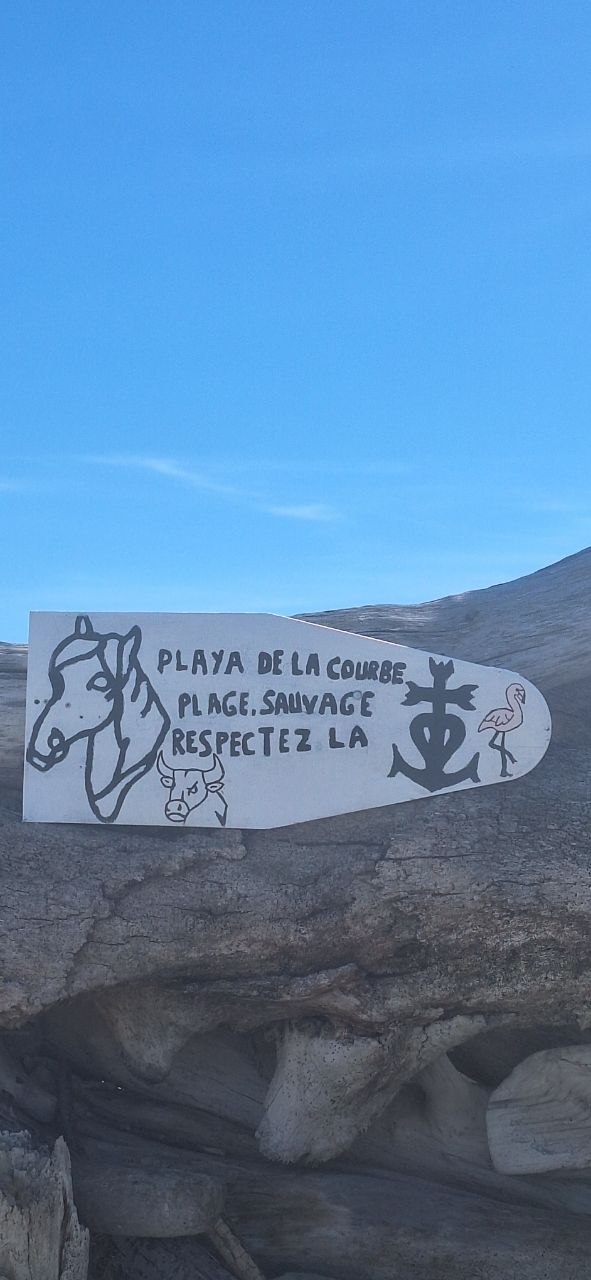 PLAYA DE LA COURBE
PLAGE.SAUVAGE
RESPECTEZ LA